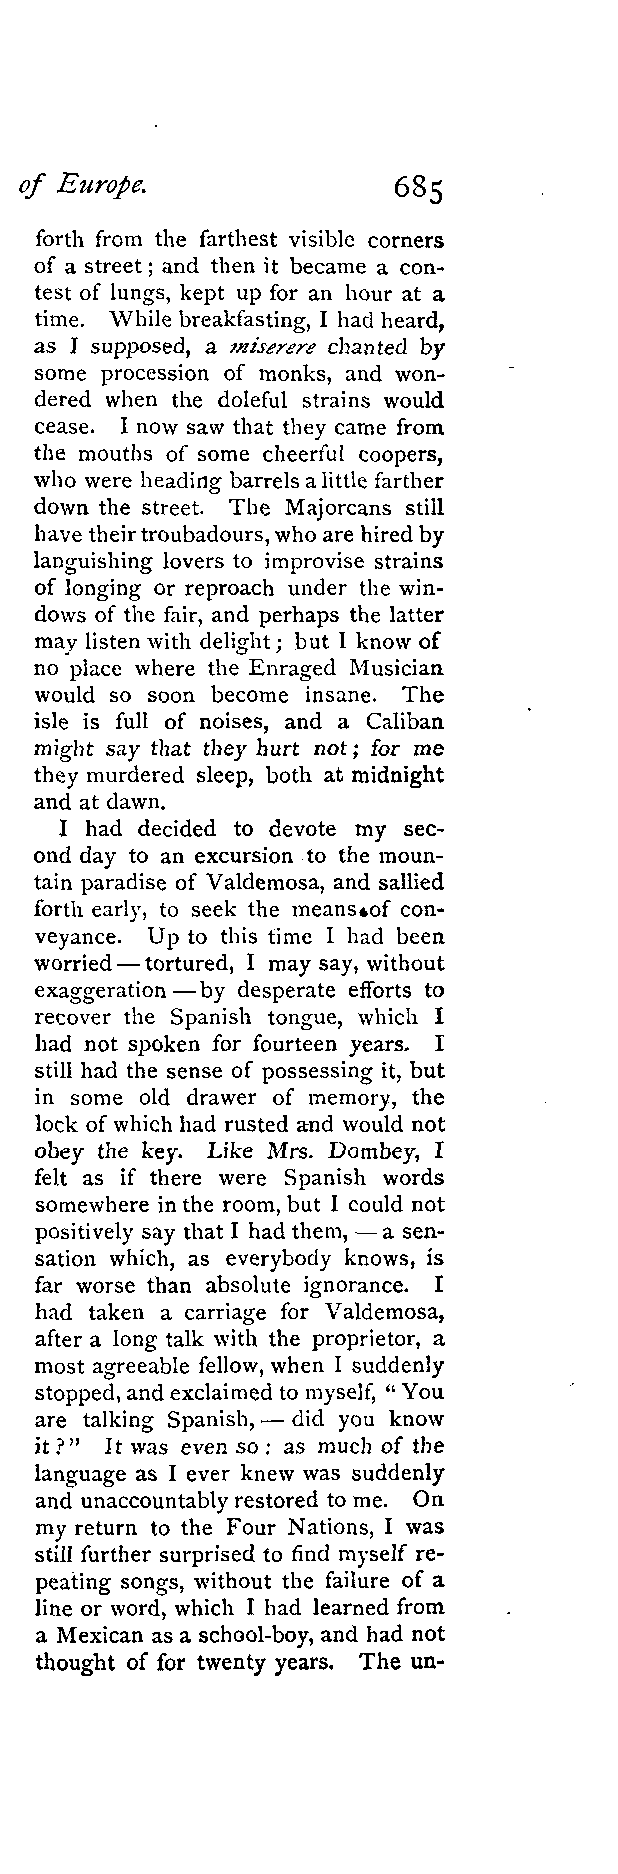 of Europe. 685
forth from the farthest visible corners
of a street; and then it became a con-
test of lungs, kept up for an hour at a
time. While breakfasting, I had heard,
as I supposed, a miserere chanted by
some procession of monks, and won-
dered when the doleful strains would
cease. I now saw that they came from
the mouths of some cheerful coopers,
who were heading barrels a little farther
down the street. The Majorcans still
have their troubadours, who are hired by
languishing lovers to improvise strains
of longing or reproach under the win-
dows of the fair, and perhaps the latter
may listen with delight; but I know of
no place where the Enraged Musician
would so soon become insane. The
isle is full of noises, and a Caliban
might say that they hurt not; for me
they murdered sleep, both at midnight
and at dawn.
I had decided to devote my sec-
ond day to an excursion to the moun-
tain paradise of Valdemosa, and sallied
forth early, to seek the means of con-
veyance. Up to this time I had been
worried — tortured, I may say, without
exaggeration — by desperate efforts to
recover the Spanish tongue, which I
had not spoken for fourteen years. I
still had the sense of possessing it, but
in some old drawer of memory, the
lock of which had rusted and would not
obey the key. Like Mrs. Dombey, I
felt as if there were Spanish words
somewhere in the room, but I could not
positively say that I had them, — a sen-
sation which, as everybody knows, is
far worse than absolute ignorance. I
had taken a carriage for Valdemosa,
after a long talk with the proprietor, a
most agreeable fellow, when I suddenly
stopped, and exclaimed to myself, "You
are talking Spanish, — did you know
it?" It was even so: as much of the
language as I ever knew was suddenly
and unaccountably restored to me. On
my return to the Four Nations, I was
still further surprised to find myself re-
peating songs, without the failure of a
line or word, which I had learned from
a Mexican as a school-boy, and had not
thought of for twenty years. The un-